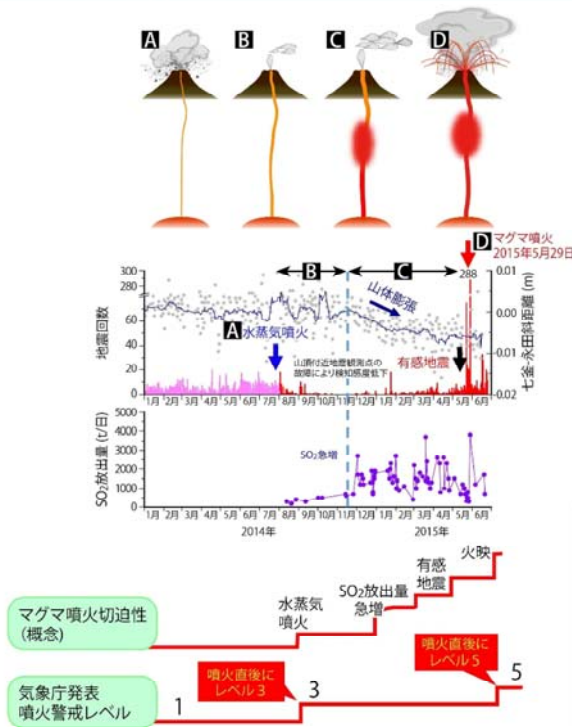 A
B
C
D
D マグマ噴火
2015年5月29日
288
300
280
60
40
20
0
地震回数
B
C
山体膨張
A 水蒸気噴火
山頂付近地震観測点の
故障により検知感度低下
有感地震
0.01
0.00
-0.01
-0.02
七釜-永田斜距離 (m)
1月 2月 3月 4月 5月 6月 7月 8月 9月 10月 11月 12月 1月 2月 3月 4月 5月 6月
5000
4000
3000
2000
1000
0
SO₂放出量 (t/日)
SO₂急増
1月 2月 3月 4月 5月 6月 7月 8月 9月 10月 11月 12月 1月 2月 3月 4月 5月 6月
2014年
2015年
マグマ噴火切迫性
(概念)
水蒸気
噴火
SO₂放出量
急増
有感
地震
火映
気象庁発表
噴火警戒レベル
1
噴火直後に
レベル3
3
噴火直後に
レベル5
5